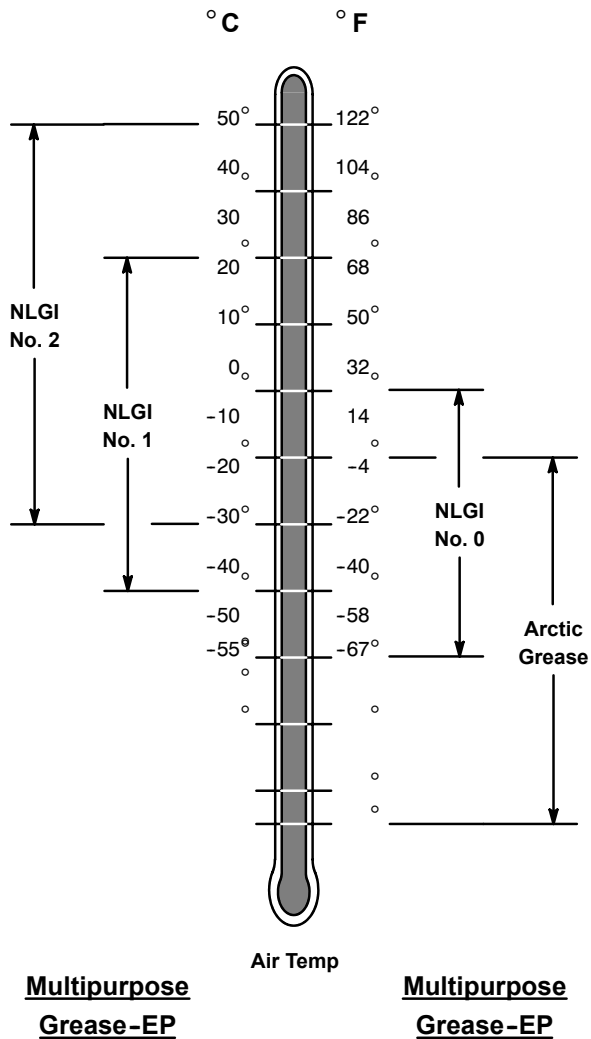 °C °F
50° 122°
40° 104°
30° 86°
20 68
10° 50°
0° 32°
-10 14
-20° -4°
-30° -22°
-40° -40°
-50 -58
-55° -67°
NLGI
No. 2
NLGI
No. 1
NLGI
No. 0
Arctic
Grease
Air Temp
Multipurpose
Grease-EP
Multipurpose
Grease-EP